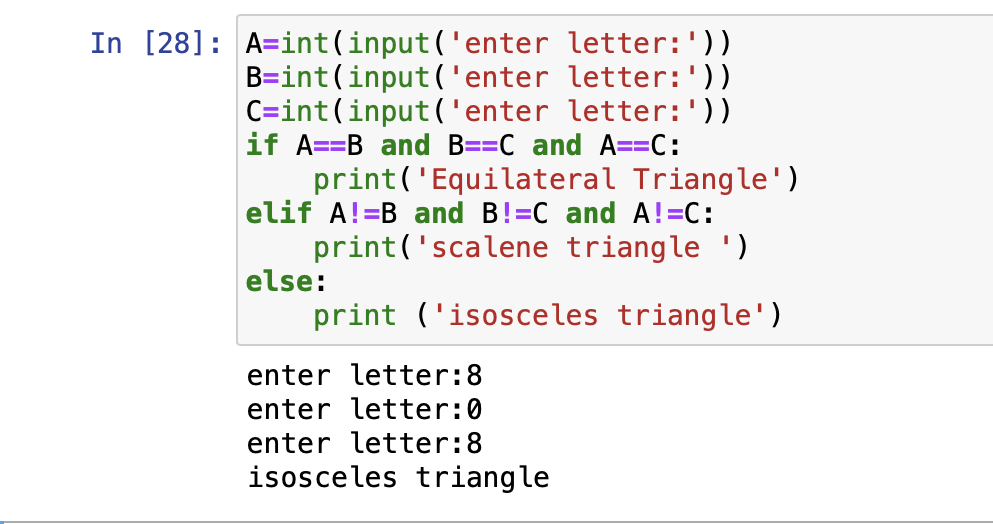 In [28]: A=int(input('enter letter:'))
B=int(input('enter letter:'))
C=int(input('enter letter:'))
if A==B and B==C and A==C:
    print('Equilateral Triangle')
elif A!=B and B!=C and A!=C:
    print('scalene triangle ')
else:
    print ('isosceles triangle')
enter letter:8
enter letter:0
enter letter:8
isosceles triangle